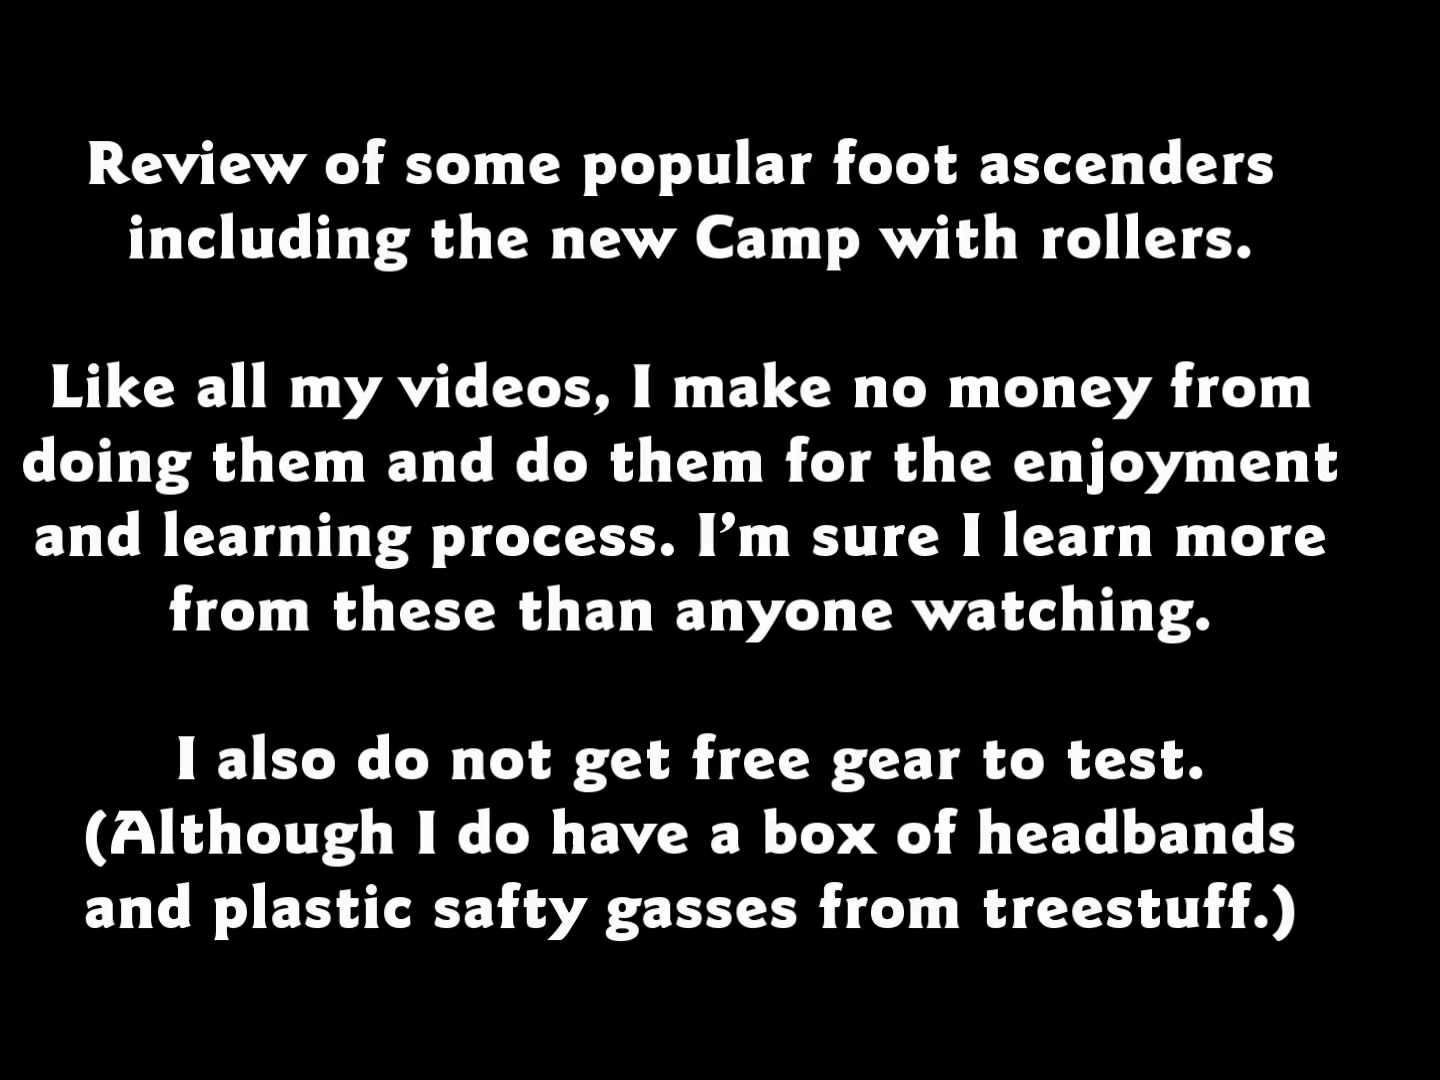 Review of some popular foot ascenders
including the new Camp with rollers.
Like all my videos, I make no money from
doing them and do them for the enjoyment
and learning process. I’m sure I learn more
from these than anyone watching.
I also do not get free gear to test.
(Although I do have a box of headbands
and plastic safty gasses from treestuff.)